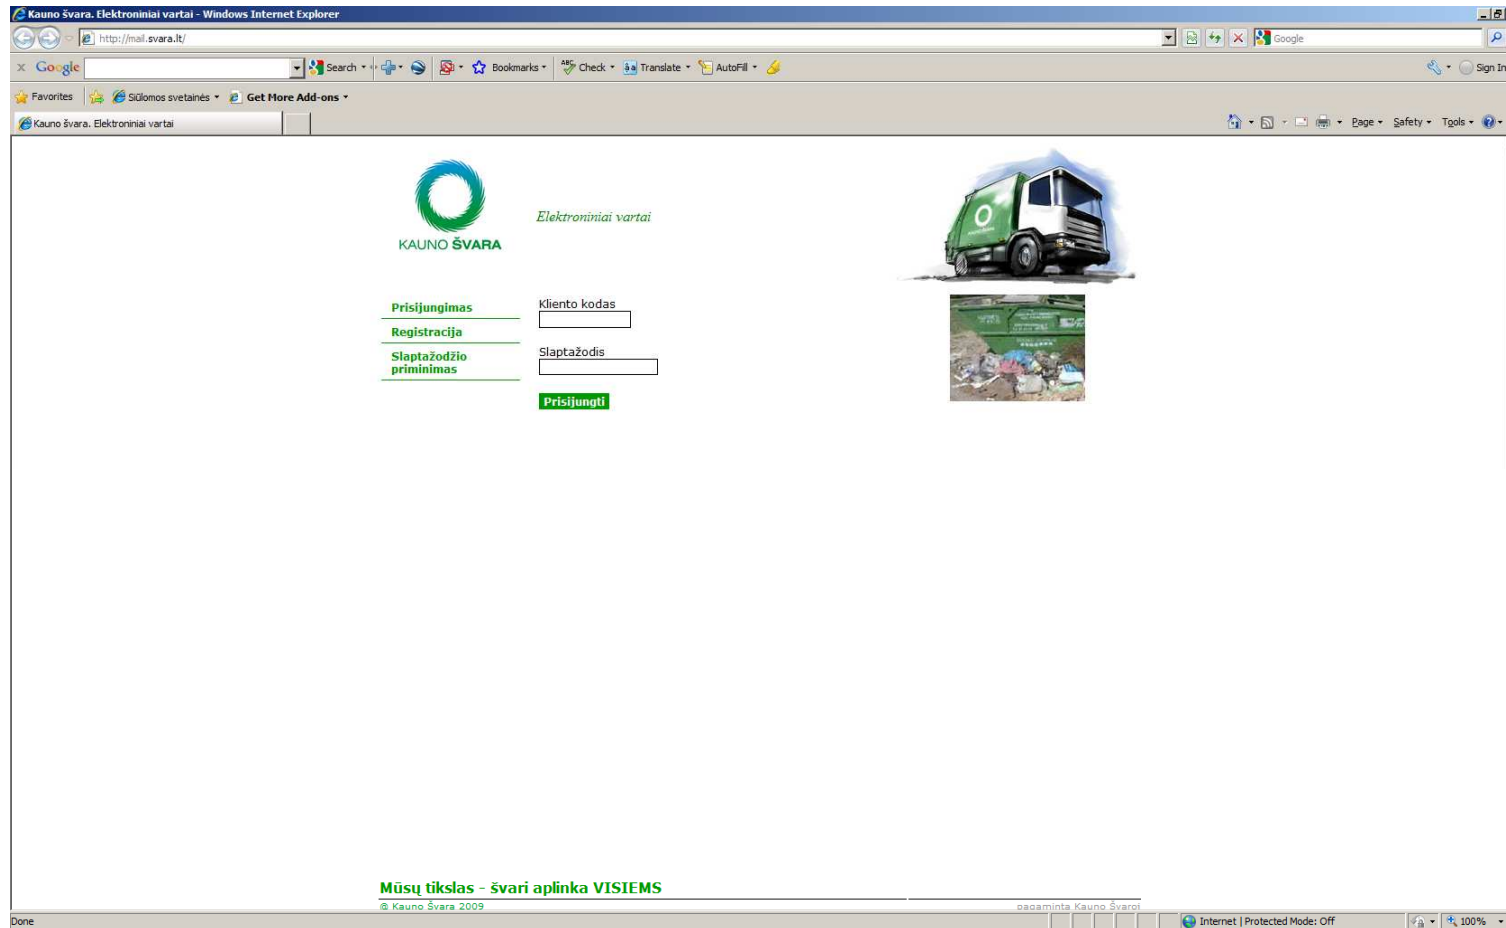 Kauno švara. Elektroniniai vartai - Windows Internet Explorer
http://mail.svara.lt/
Google
x Google Search Bookmarks Check Translate AutoFill Sign In
Favorites Siūlomos svetainės Get More Add-ons
Kauno švara. Elektroniniai vartai
Page Safety Tools
KAUNO ŠVARA
Elektroniniai vartai
Prisijungimas
Registracija
Slaptažodžio
priminimas
Kliento kodas
Slaptažodis
Prisijungti
Mūsų tikslas - švari aplinka VISIEMS
@ Kauno Švara 2009
pagaminta Kauno Švaroj
Done
Internet | Protected Mode: Off
100%